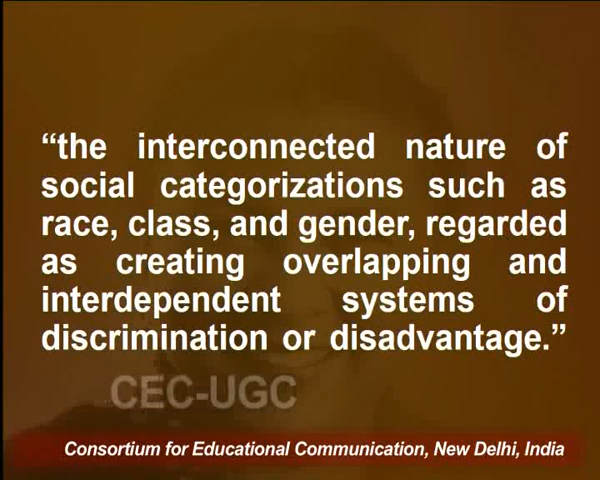 “the interconnected nature of
social categorizations such as
race, class, and gender, regarded
as creating overlapping and
interdependent systems of
discrimination or disadvantage.”
CEC-UGC
Consortium for Educational Communication, New Delhi, India